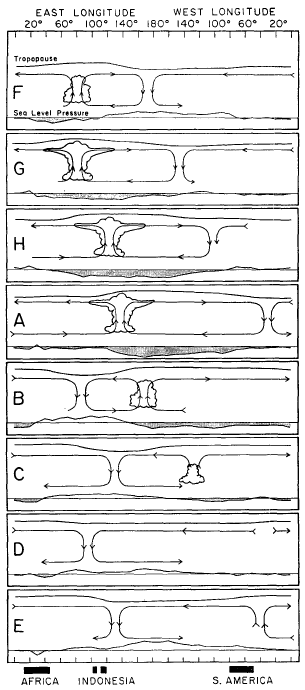 EAST LONGITUDE WEST LONGITUDE
20° 60° 100° 140° 180° 140° 100° 60° 20°
Tropopause
F
Sea Level Pressure
G
H
A
B
C
D
E
AFRICA INDONESIA S. AMERICA